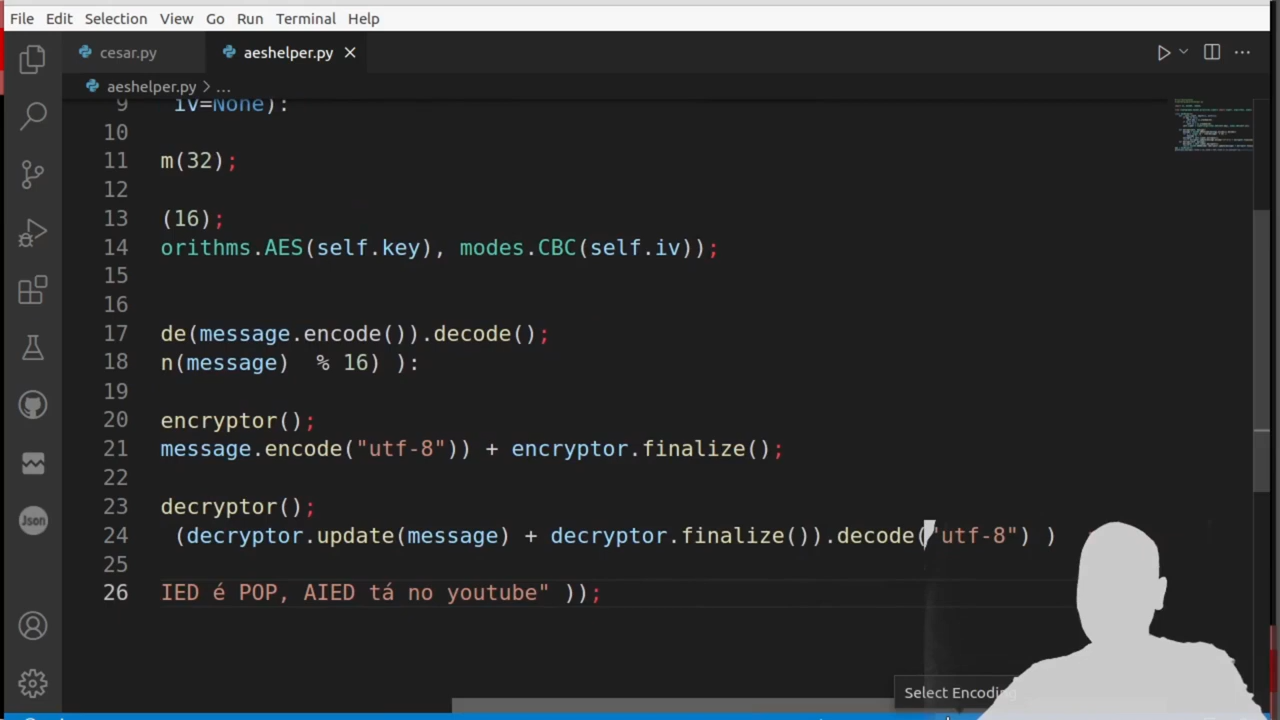 File Edit Selection View Go Run Terminal Help
cesar.py aeshelper.py
aeshelper.py > ...
9 iv=None):
10
11 m(32);
12
13 (16);
14 orithms.AES(self.key), modes.CBC(self.iv));
15
16
17 de(message.encode()).decode();
18 n(message)  % 16) ):
19
20 encryptor();
21 message.encode("utf-8")) + encryptor.finalize();
22
23 decryptor();
24 (decryptor.update(message) + decryptor.finalize()).decode("utf-8") )
25
26 IED é POP, AIED tá no youtube" ));
Json
Select Encoding